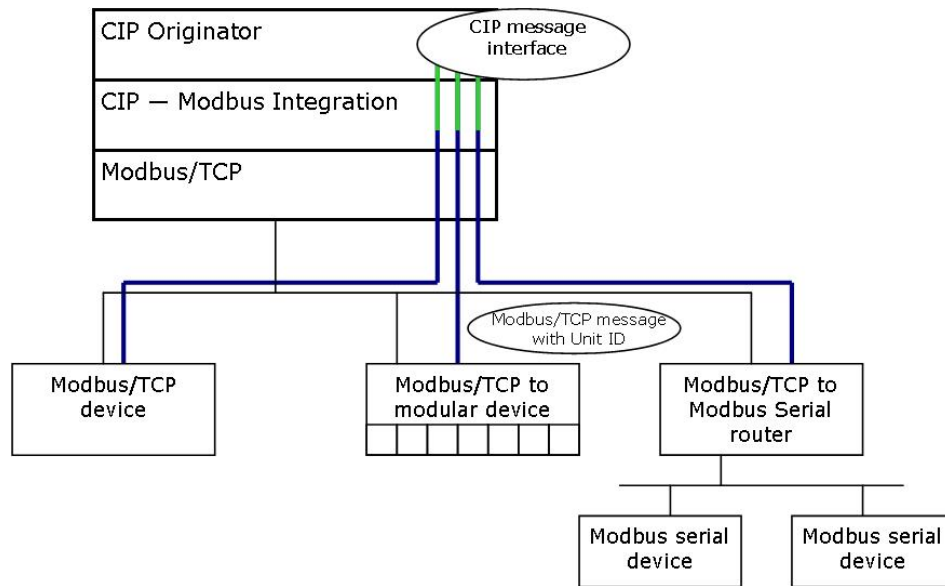 CIP Originator
CIP message
interface
CIP — Modbus Integration
Modbus/TCP
Modbus/TCP message
with Unit ID
Modbus/TCP
device
Modbus/TCP to
modular device
Modbus/TCP to
Modbus Serial
router
Modbus serial
device
Modbus serial
device